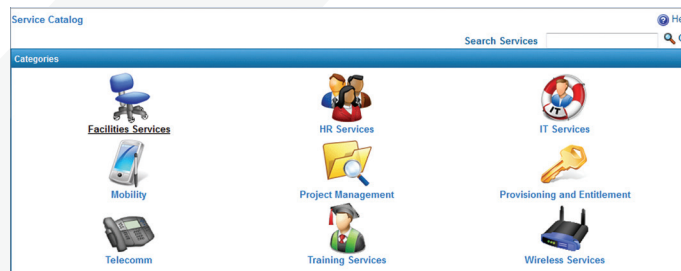 Service Catalog
He
Search Services
Categories
Facilities Services
HR Services
IT Services
IT
Mobility
Project Management
Provisioning and Entitlement
Telecomm
Training Services
Wireless Services